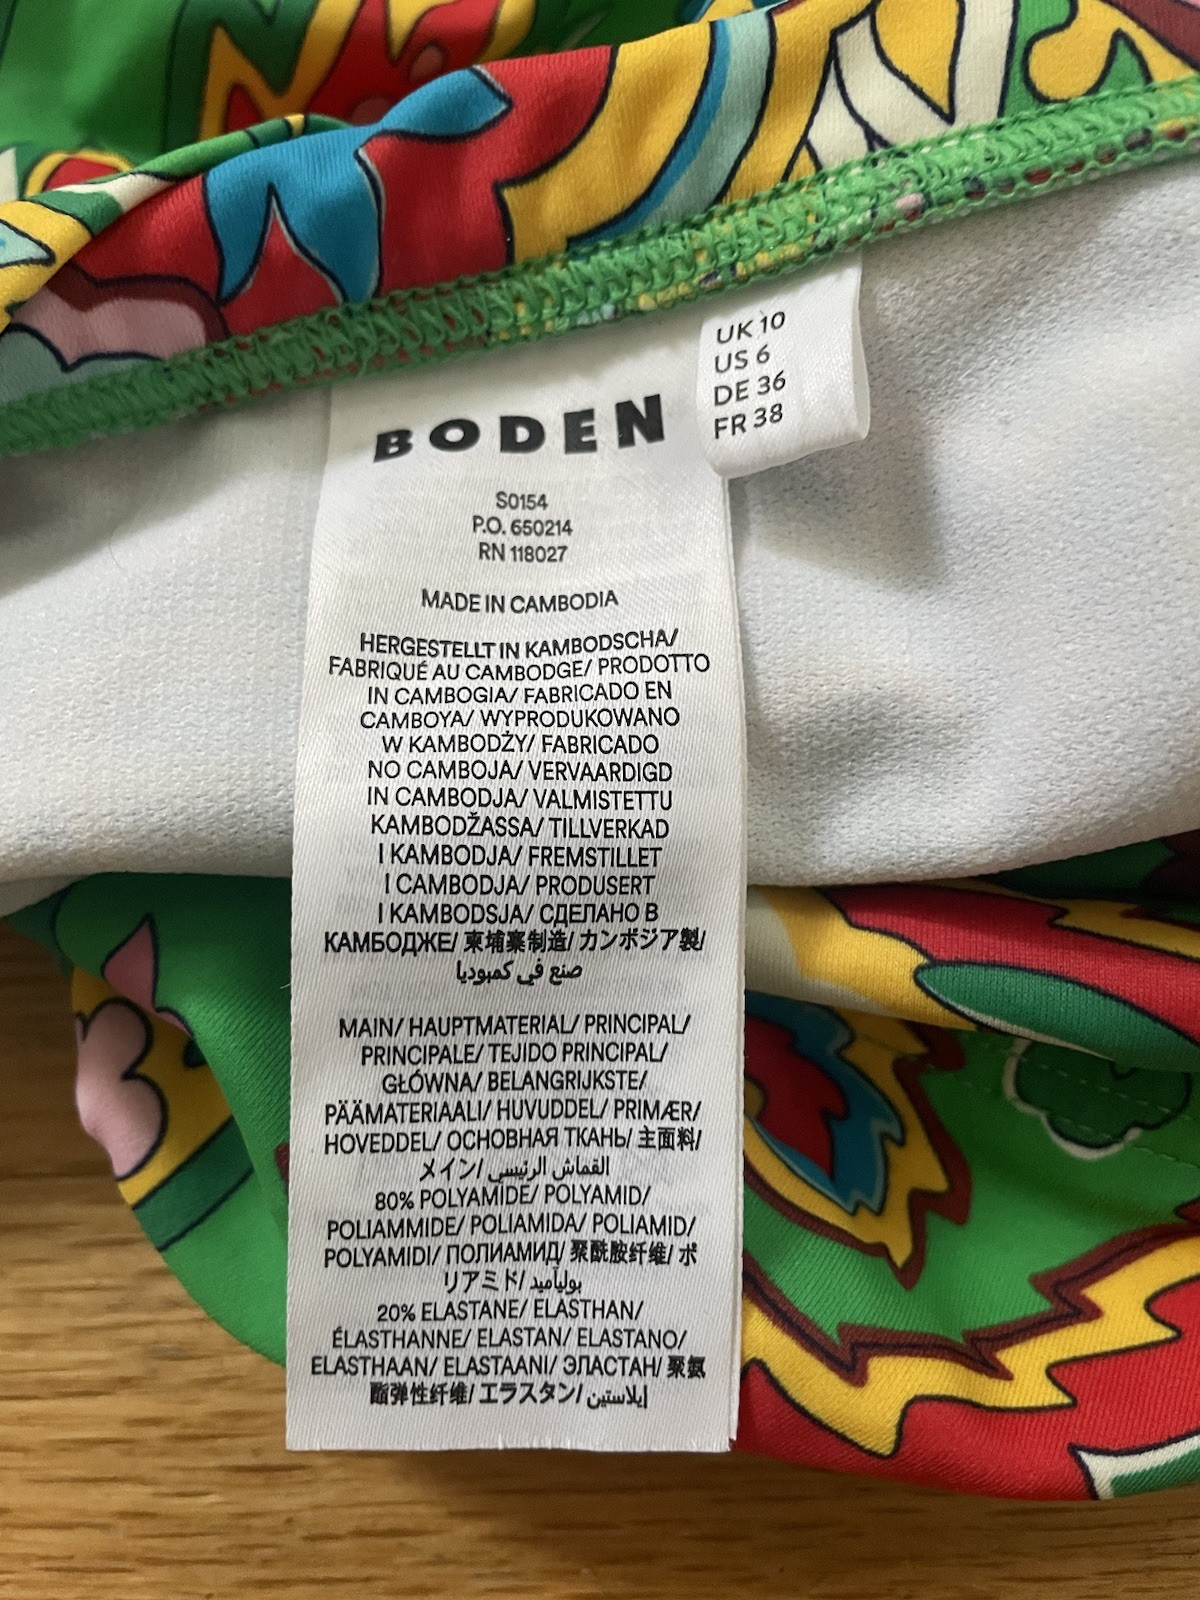 UK 10
US 6
DE 36
FR 38
BODEN
S0154
P.O. 650214
RN 118027
MADE IN CAMBODIA
HERGESTELLT IN KAMBODSCHA/
FABRIQUÉ AU CAMBODGE/ PRODOTTO
IN CAMBOGIA/ FABRICADO EN
CAMBOYA/ WYPRODUKOWANO
W KAMBODŻY/ FABRICADO
NO CAMBOJA/ VERVAARDIGD
IN CAMBODJA/ VALMISTETTU
KAMBODŽASSA/ TILLVERKAD
I KAMBODJA/ FREMSTILLET
I CAMBODJA/ PRODUSERT
I KAMBODSJA/ СДЕЛАНО В
КАМБОДЖЕ/ 柬埔寨制造/ カンボジア製/
صنع في كمبوديا
MAIN/ HAUPTMATERIAL/ PRINCIPAL/
PRINCIPALE/ TEJIDO PRINCIPAL/
GŁÓWNA/ BELANGRIJKSTE/
PÄÄMATERIAALI/ HUVUDDEL/ PRIMÆR/
HOVEDDEL/ ОСНОВНАЯ ТКАНЬ/ 主面料/
メイン/ القماش الرئيسي
80% POLYAMIDE/ POLYAMID/
POLIAMMIDE/ POLIAMIDA/ POLIAMID/
POLYAMIDI/ ПОЛИАМИД/ 聚酰胺纤维/ ポ
リアミド/ بولياميد
20% ELASTANE/ ELASTHAN/
ÉLASTHANNE/ ELASTAN/ ELASTANO/
ELASTHAAN/ ELASTAANI/ ЭЛАСТАН/ 聚氨
酯弹性纤维/ エラスタン/ إيلاستين